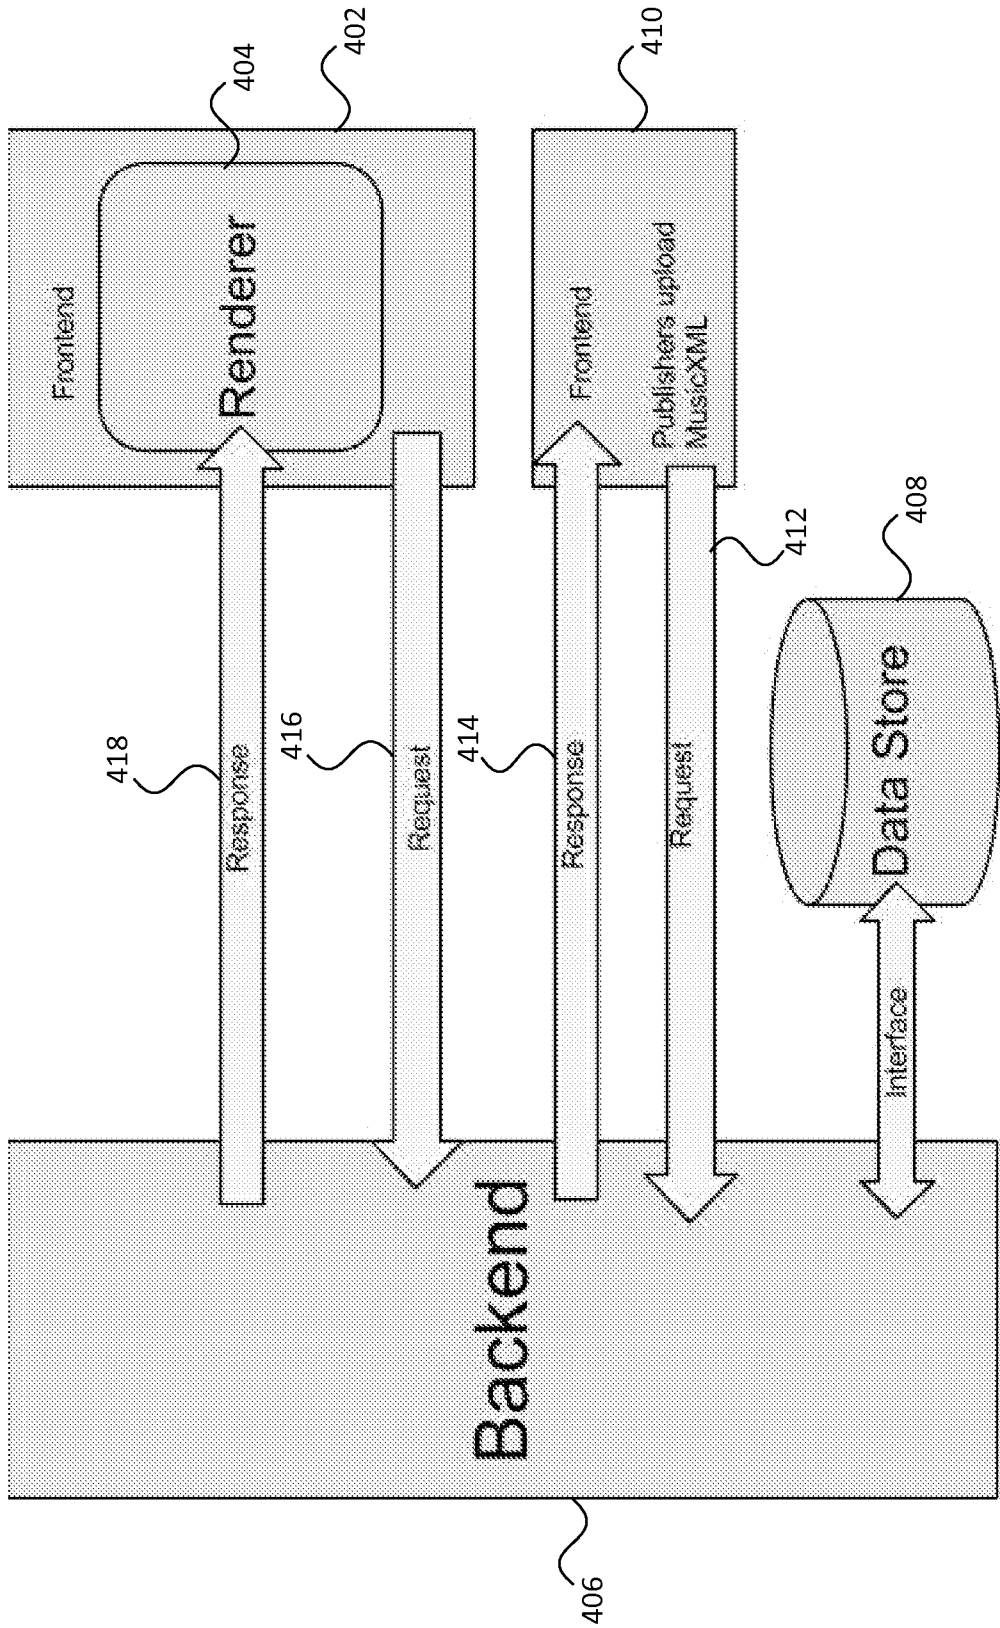 406
Backend
418
Response
416
Request
414
Response
Request
412
Interface
Data Store
408
Frontend
Renderer
404
402
Frontend
Publishers upload
MusicXML
410